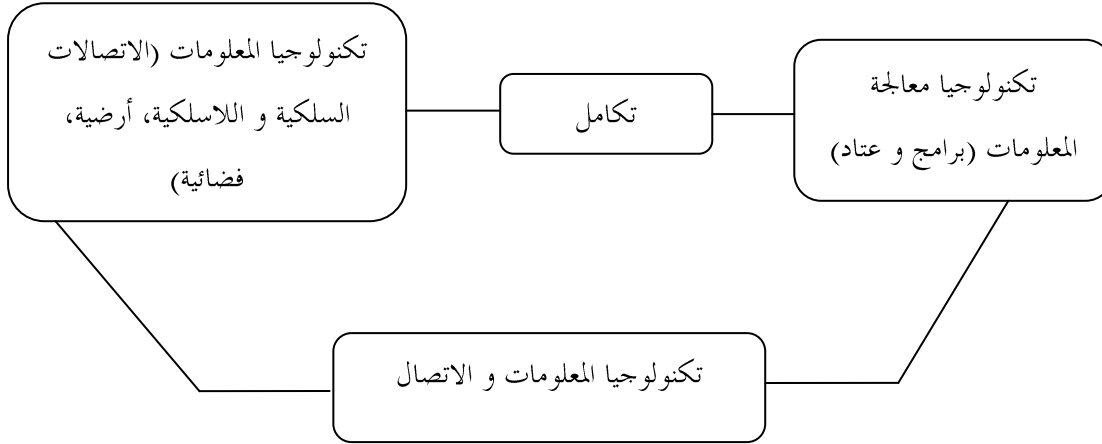 تكنولوجيا معالجة
المعلومات (برامج و عتاد)
تكامل
تكنولوجيا المعلومات (الاتصالات
السلكية و اللاسلكية، أرضية،
فضائية)
تكنولوجيا المعلومات و الاتصال